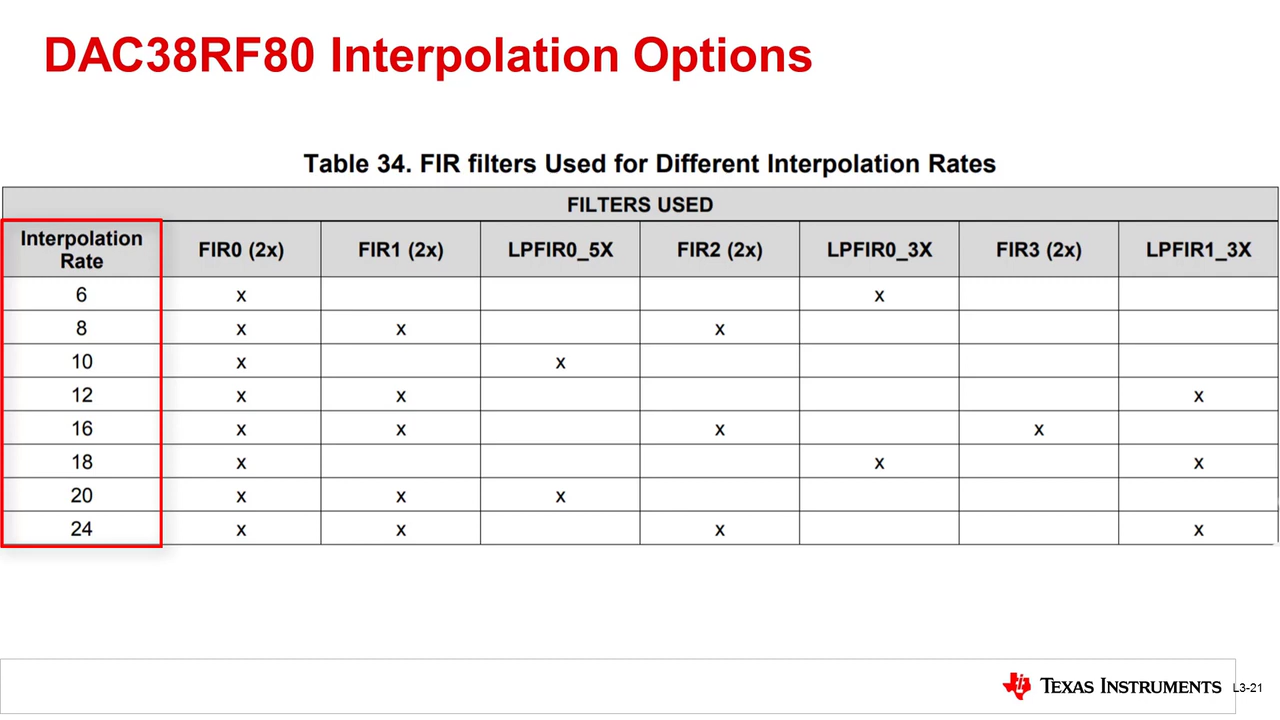 DAC38RF80 Interpolation Options
Table 34. FIR filters Used for Different Interpolation Rates
FILTERS USED
Interpolation Rate FIR0 (2x) FIR1 (2x) LPFIR0_5X FIR2 (2x) LPFIR0_3X FIR3 (2x) LPFIR1_3X
6 x x
8 x x x
10 x x
12 x x x
16 x x x x
18 x x x
20 x x x
24 x x x x
TEXAS INSTRUMENTS L3-21